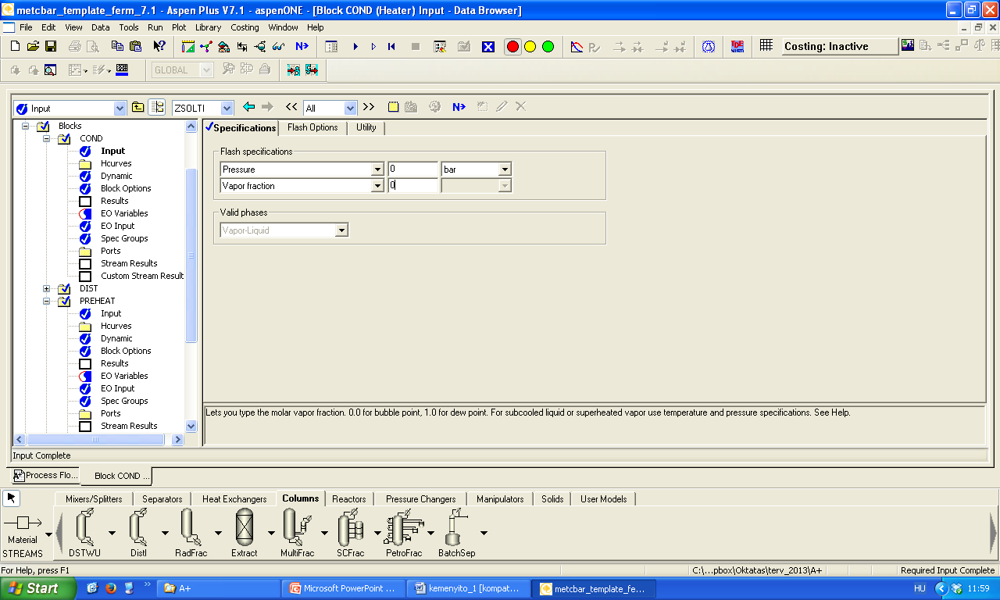 metcbar_template_ferm_7.1 - Aspen Plus V7.1 - aspenONE - [Block COND (Heater) Input - Data Browser]
File Edit View Data Tools Run Plot Library Costing Window Help
N»
Costing: Inactive
GLOBAL
Input
ZSOLTI
<<
All
>>
N»
Blocks
COND
Input
Hcurves
Dynamic
Block Options
Results
EO Variables
EO Input
Spec Groups
Ports
Stream Results
Custom Stream Result
DIST
PREHEAT
Input
Hcurves
Dynamic
Block Options
Results
EO Variables
EO Input
Spec Groups
Ports
Stream Results
Specifications
Flash Options
Utility
Flash specifications
Pressure 0 bar
Vapor fraction 0
Valid phases
Vapor-Liquid
Lets you type the molar vapor fraction. 0.0 for bubble point, 1.0 for dew point. For subcooled liquid or superheated vapor use temperature and pressure specifications. See Help.
Input Complete
Process Flo...
Block COND ...
Mixers/Splitters Separators Heat Exchangers Columns Reactors Pressure Changers Manipulators Solids User Models
Material
STREAMS
DSTWU Distl RadFrac Extract MultiFrac SCFrac PetroFrac BatchSep
For Help, press F1
C:\...pbox\Oktatas\terv_2013\A+
Required Input Complete
Start
A+
Microsoft PowerPoint ...
kemenyito_1 [kompat...
metcbar_template_fe...
HU
11:59